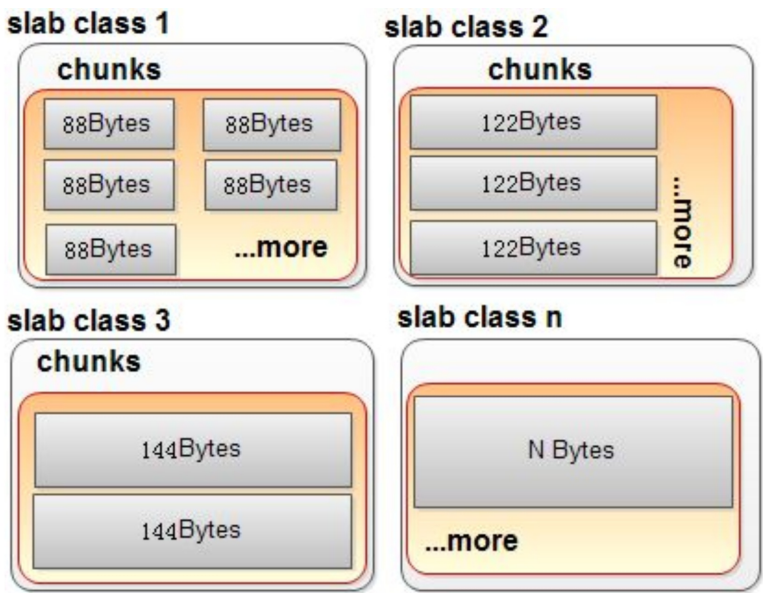 slab class 1
chunks
88Bytes 88Bytes
88Bytes 88Bytes
88Bytes ...more
slab class 2
chunks
122Bytes
122Bytes
122Bytes
...more
slab class 3
chunks
144Bytes
144Bytes
slab class n
N Bytes
...more